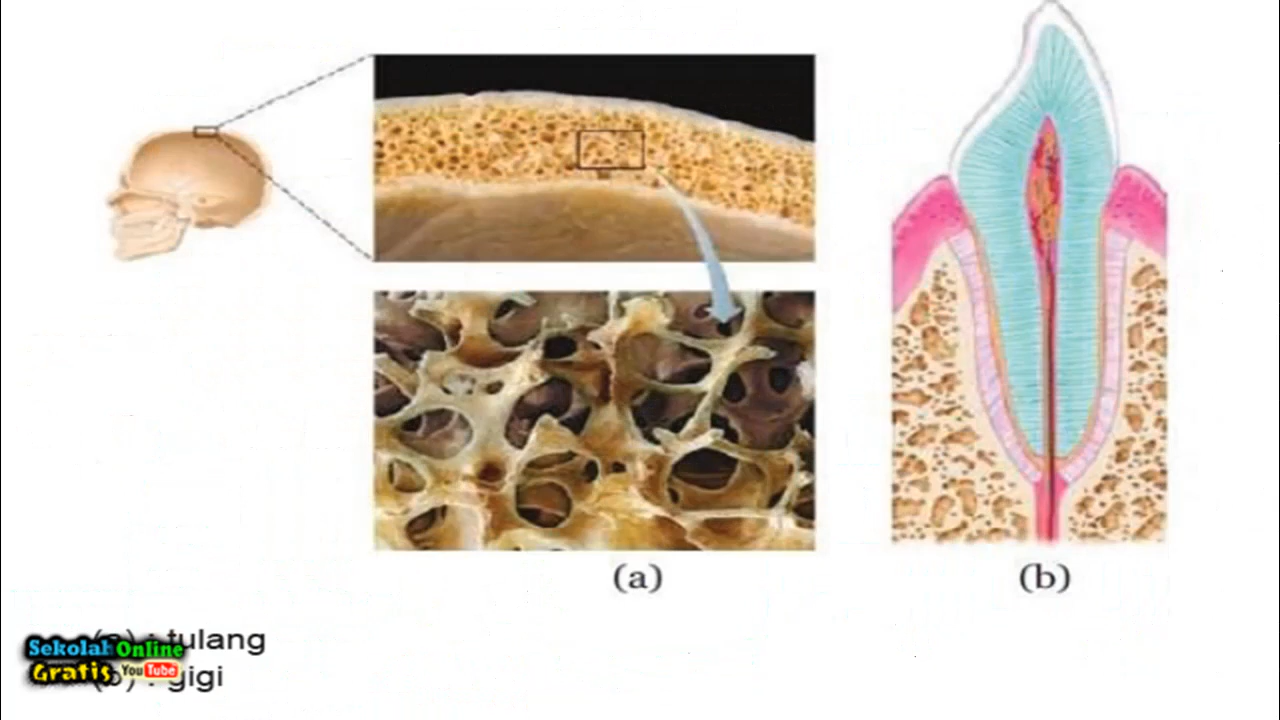 (a) (b)
(a) : tulang
(b) : gigi
Sekolah Online
Gratis YouTube